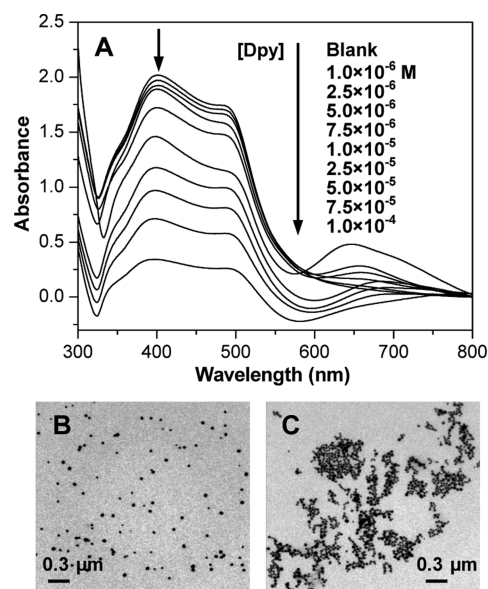 A
[Dpy]
Blank
1.0×10⁻⁶ M
2.5×10⁻⁶
5.0×10⁻⁶
7.5×10⁻⁶
1.0×10⁻⁵
2.5×10⁻⁵
5.0×10⁻⁵
7.5×10⁻⁵
1.0×10⁻⁴
2.5
2.0
1.5
1.0
0.5
0.0
Absorbance
300 400 500 600 700 800
Wavelength (nm)
B
0.3 μm
C
0.3 μm